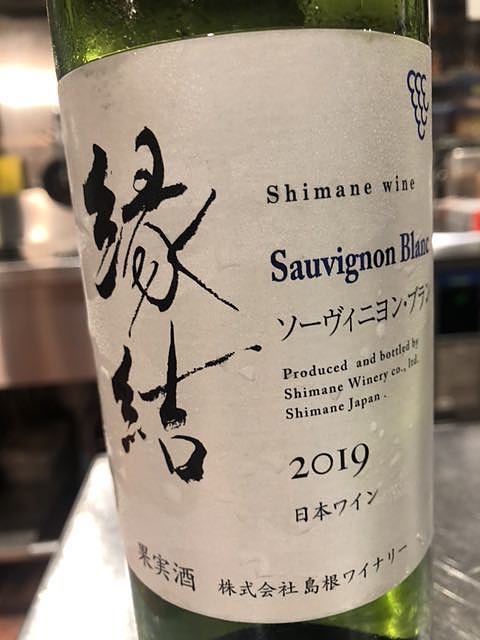 縁結
Shimane wine
Sauvignon Blanc
ソーヴィニヨン・ブラン
Produced and bottled by
Shimane Winery co., ltd.
Shimane Japan .
2019
日本ワイン
果実酒
株式会社 島根ワイナリー